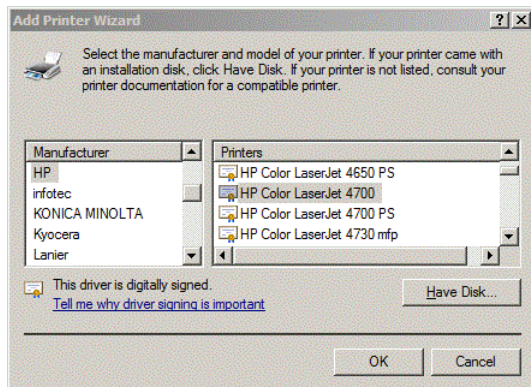 Add Printer Wizard
Select the manufacturer and model of your printer. If your printer came with
an installation disk, click Have Disk. If your printer is not listed, consult your
printer documentation for a compatible printer.
Manufacturer
HP
infotec
KONICA MINOLTA
Kyocera
Lanier
Printers
HP Color LaserJet 4650 PS
HP Color LaserJet 4700
HP Color LaserJet 4700 PS
HP Color LaserJet 4730 mfp
This driver is digitally signed.
Tell me why driver signing is important
Have Disk...
OK
Cancel